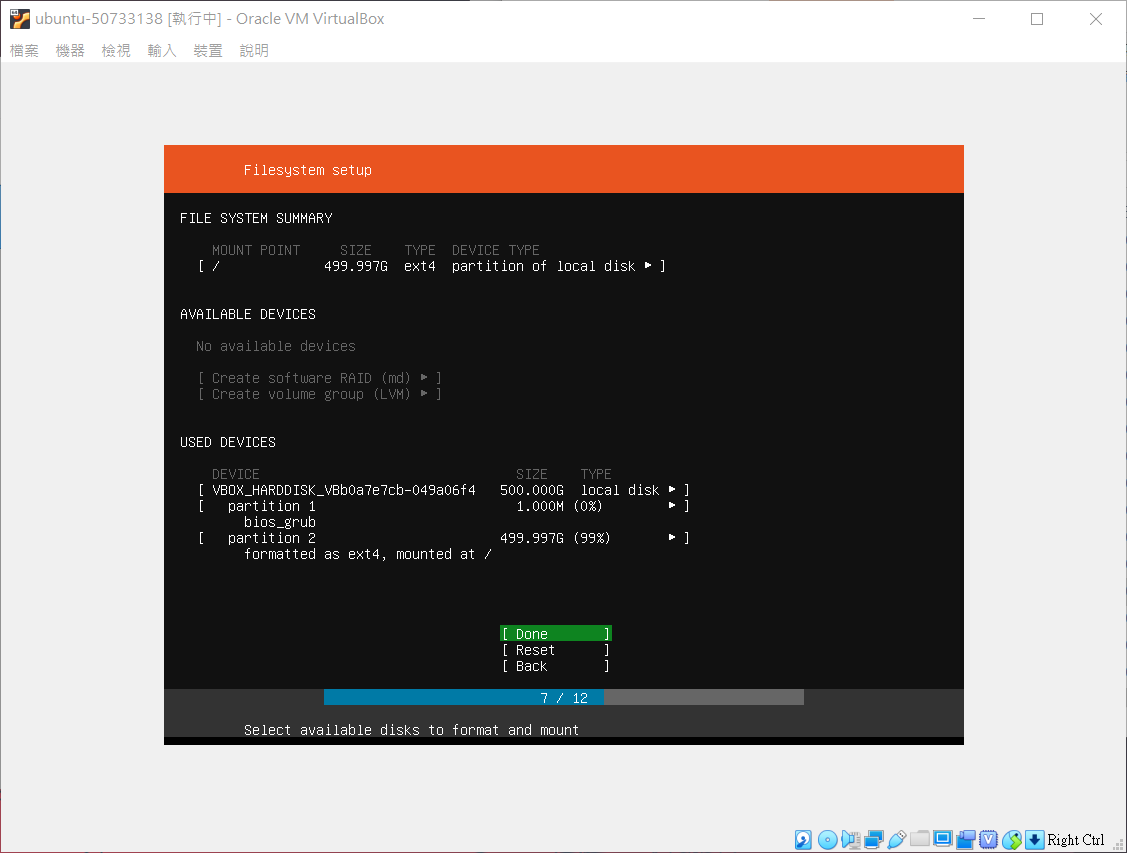 ubuntu-50733138 [執行中] - Oracle VM VirtualBox
檔案 機器 檢視 輸入 裝置 說明
Filesystem setup
FILE SYSTEM SUMMARY
MOUNT POINT SIZE TYPE DEVICE TYPE
[ / 499.997G ext4 partition of local disk ▸ ]
AVAILABLE DEVICES
No available devices
[ Create software RAID (md) ▸ ]
[ Create volume group (LVM) ▸ ]
USED DEVICES
DEVICE SIZE TYPE
[ VBOX_HARDDISK_VBb0a7e7cb-049a06f4 500.000G local disk ▸ ]
[ partition 1 1.000M (0%) ▸ ]
bios_grub
[ partition 2 499.997G (99%) ▸ ]
formatted as ext4, mounted at /
[ Done ]
[ Reset ]
[ Back ]
7 / 12
Select available disks to format and mount
Right Ctrl